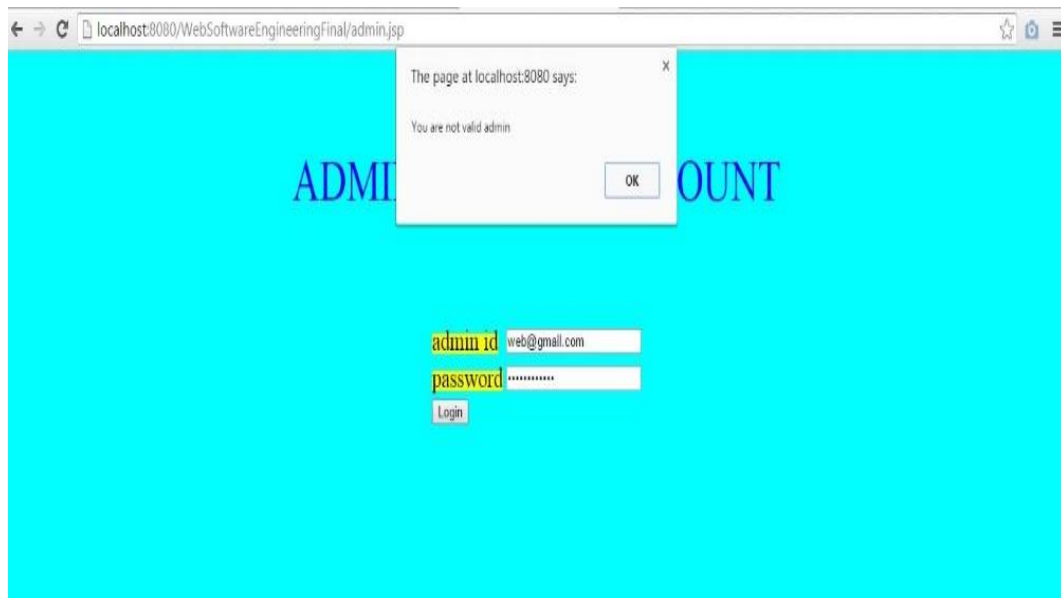 localhost:8080/WebSoftwareEngineeringFinal/admin.jsp
The page at localhost:8080 says:
You are not valid admin
OK
ADMI OUNT
admin id web@gmail.com
password ············
Login